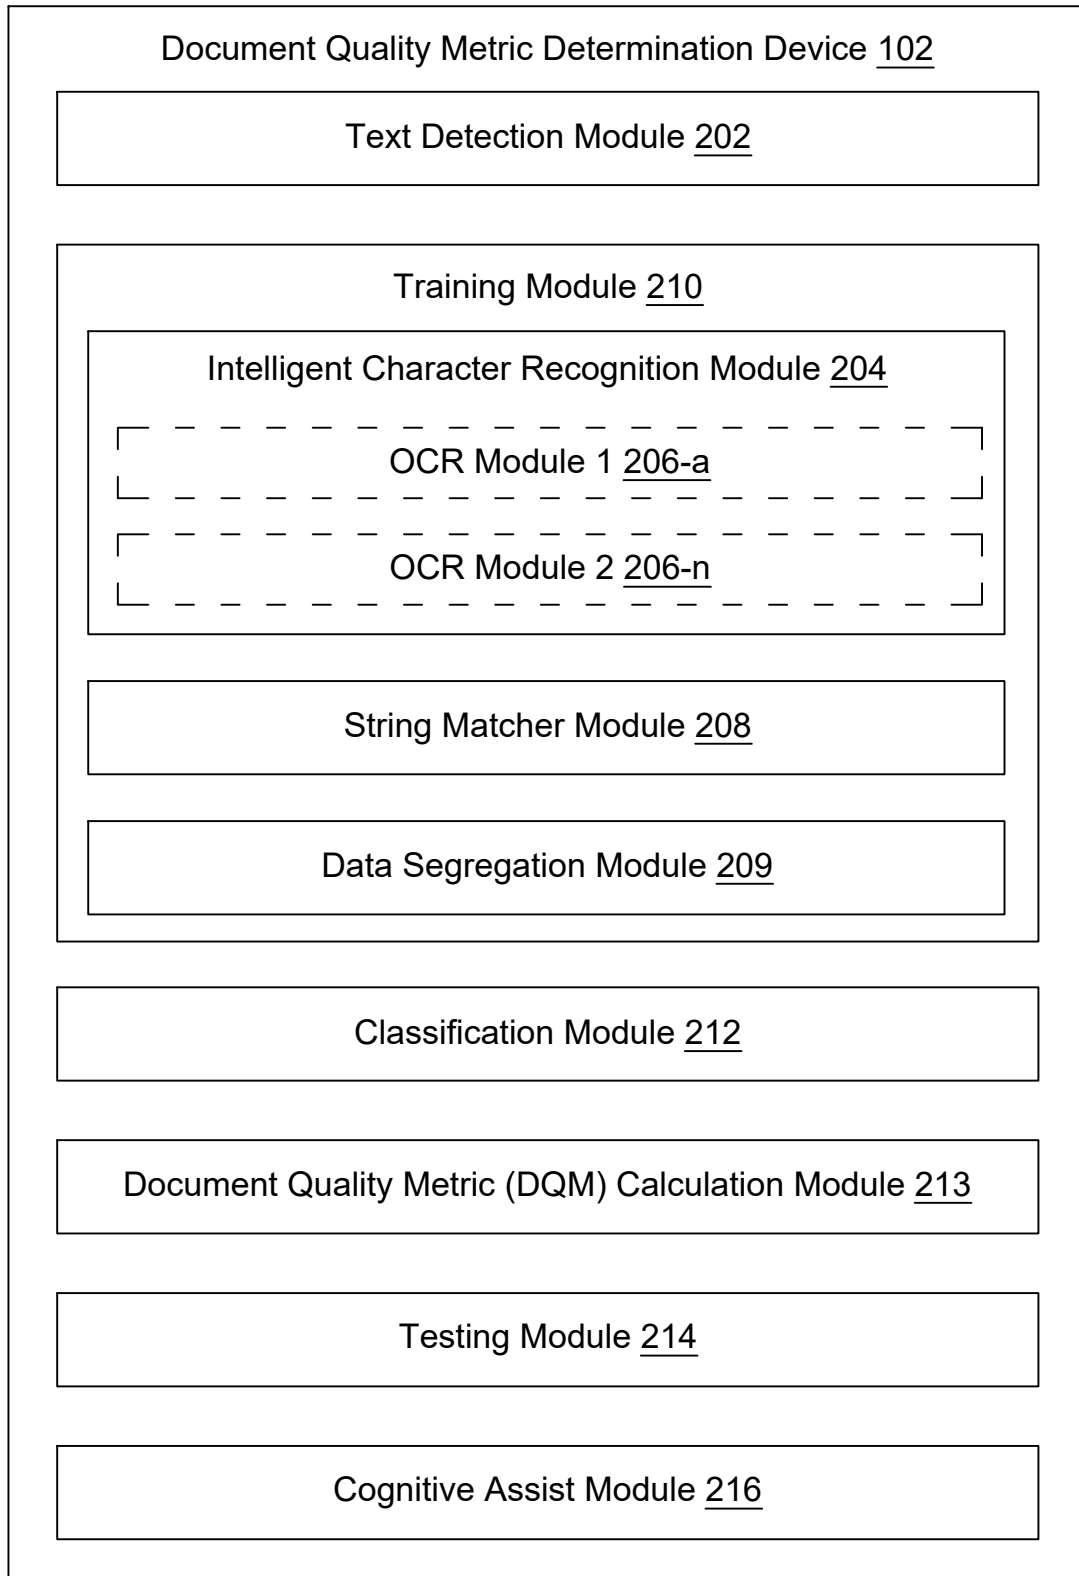 Document Quality Metric Determination Device 102
Text Detection Module 202
Training Module 210
Intelligent Character Recognition Module 204
OCR Module 1 206-a
OCR Module 2 206-n
String Matcher Module 208
Data Segregation Module 209
Classification Module 212
Document Quality Metric (DQM) Calculation Module 213
Testing Module 214
Cognitive Assist Module 216